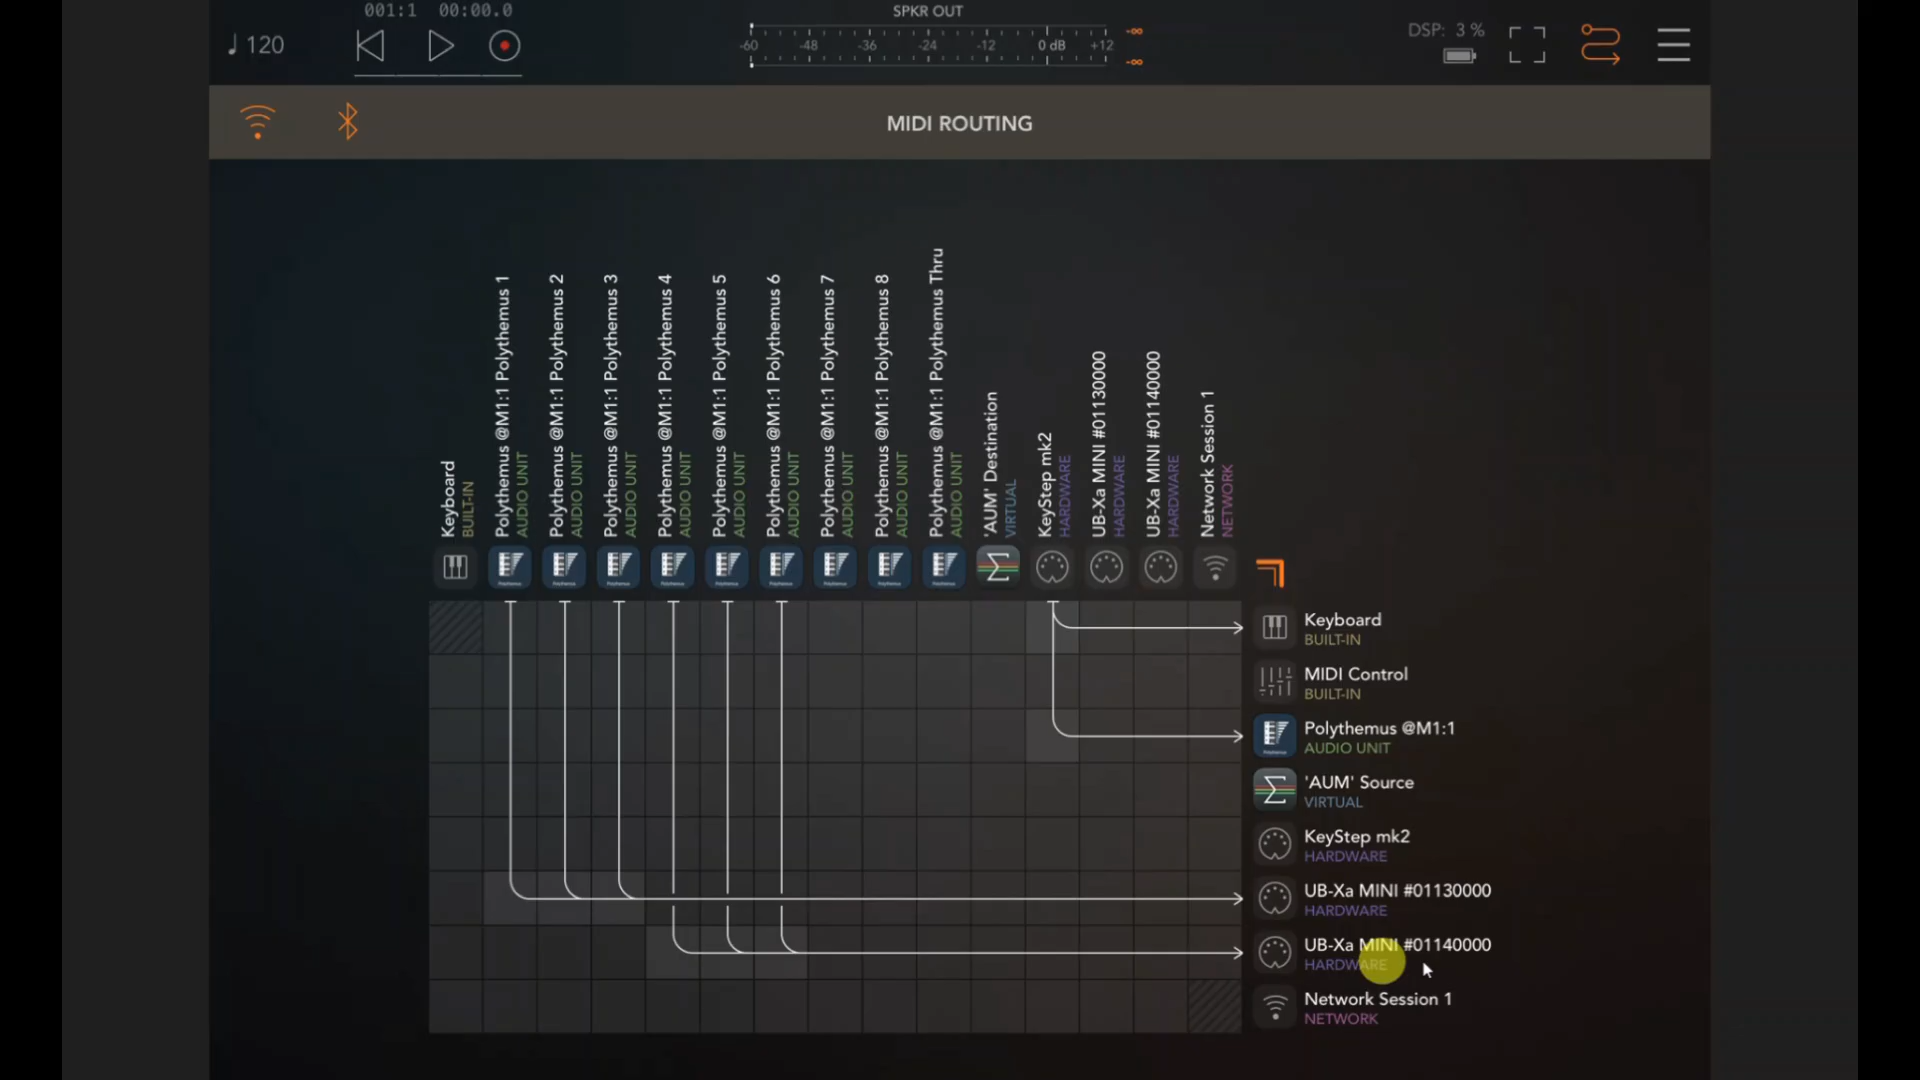 001:1 00:00.0
SPKR OUT
120
-60 -48 -36 -24 -12 0 dB +12
-∞
-∞
DSP: 3 %
MIDI ROUTING
Keyboard
BUILT-IN
Polythemus @M1:1 Polythemus 1
AUDIO UNIT
Polythemus @M1:1 Polythemus 2
AUDIO UNIT
Polythemus @M1:1 Polythemus 3
AUDIO UNIT
Polythemus @M1:1 Polythemus 4
AUDIO UNIT
Polythemus @M1:1 Polythemus 5
AUDIO UNIT
Polythemus @M1:1 Polythemus 6
AUDIO UNIT
Polythemus @M1:1 Polythemus 7
AUDIO UNIT
Polythemus @M1:1 Polythemus 8
AUDIO UNIT
Polythemus @M1:1 Polythemus Thru
AUDIO UNIT
'AUM' Destination
VIRTUAL
KeyStep mk2
HARDWARE
UB-Xa MINI #01130000
HARDWARE
UB-Xa MINI #01140000
HARDWARE
Network Session 1
NETWORK
Keyboard
BUILT-IN
MIDI Control
BUILT-IN
Polythemus @M1:1
AUDIO UNIT
'AUM' Source
VIRTUAL
KeyStep mk2
HARDWARE
UB-Xa MINI #01130000
HARDWARE
UB-Xa MINI #01140000
HARDWARE
Network Session 1
NETWORK